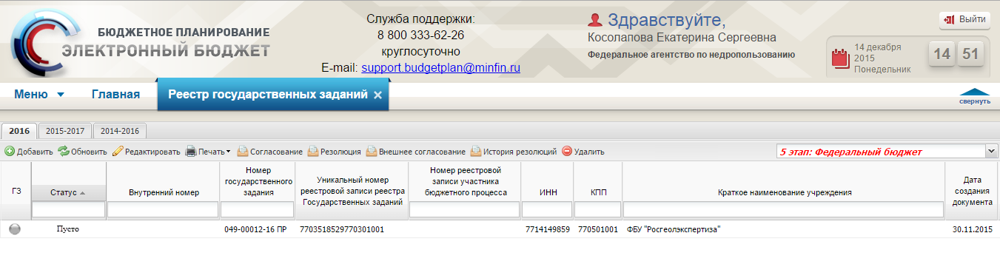 БЮДЖЕТНОЕ ПЛАНИРОВАНИЕ
ЭЛЕКТРОННЫЙ БЮДЖЕТ
Служба поддержки:
8 800 333-62-26
круглосуточно
E-mail: support.budgetplan@minfin.ru
Здравствуйте,
Косолапова Екатерина Сергеевна
Федеральное агентство по недропользованию
Выйти
14 декабря
2015
Понедельник
14 51
Меню Главная Реестр государственных заданий
свернуть
2016 2015-2017 2014-2016
Добавить Обновить Редактировать Печать Согласование Резолюция Внешнее согласование История резолюций Удалить 5 этап: Федеральный бюджет
ГЗ
Статус
Внутренний номер
Номер
государственного
задания
Уникальный номер
реестровой записи реестра
Государственных заданий
Номер реестровой
записи участника
бюджетного процесса
ИНН
КПП
Краткое наименование учреждения
Дата
создания
документа
Пусто 049-00012-16 ПР 7703518529770301001 7714149859 770501001 ФБУ "Росгеолэкспертиза" 30.11.2015